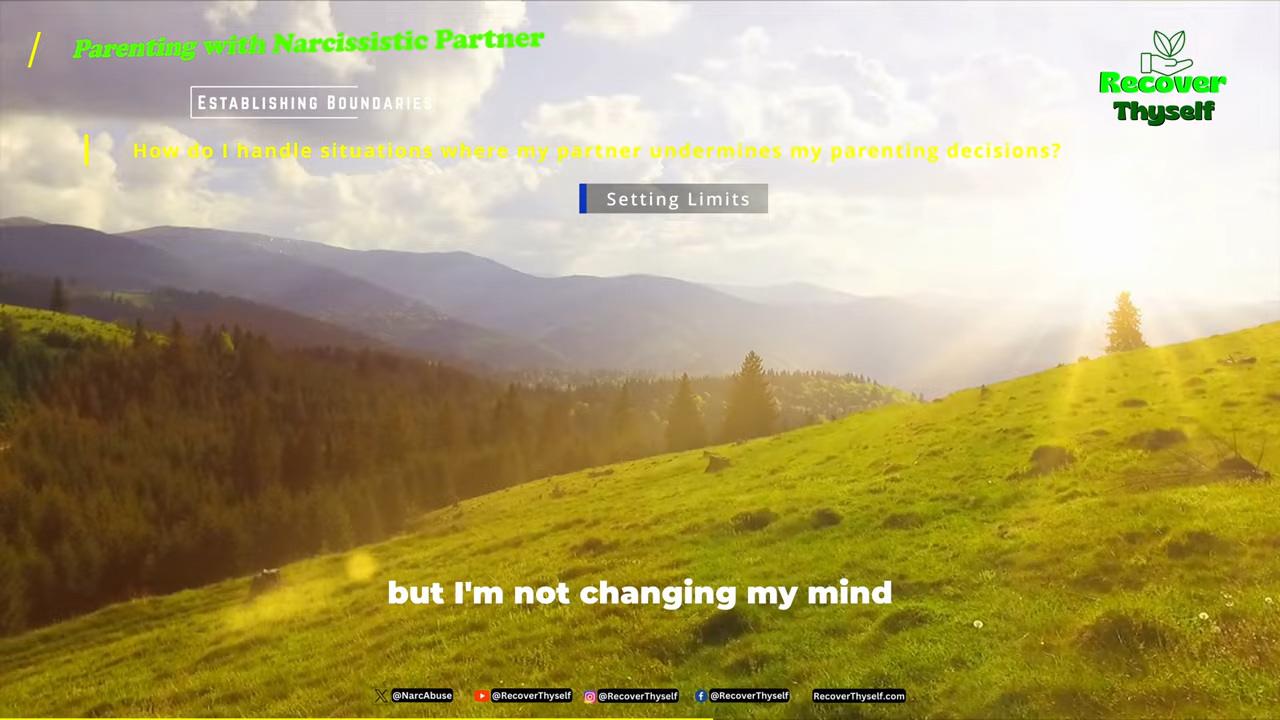 Parenting with Narcissistic Partner
Recover
Thyself
Establishing Boundaries
How do I handle situations where my partner undermines my parenting decisions?
Setting Limits
but I'm not changing my mind
@NarcAbuse @RecoverThyself @RecoverThyself @RecoverThyself RecoverThyself.com